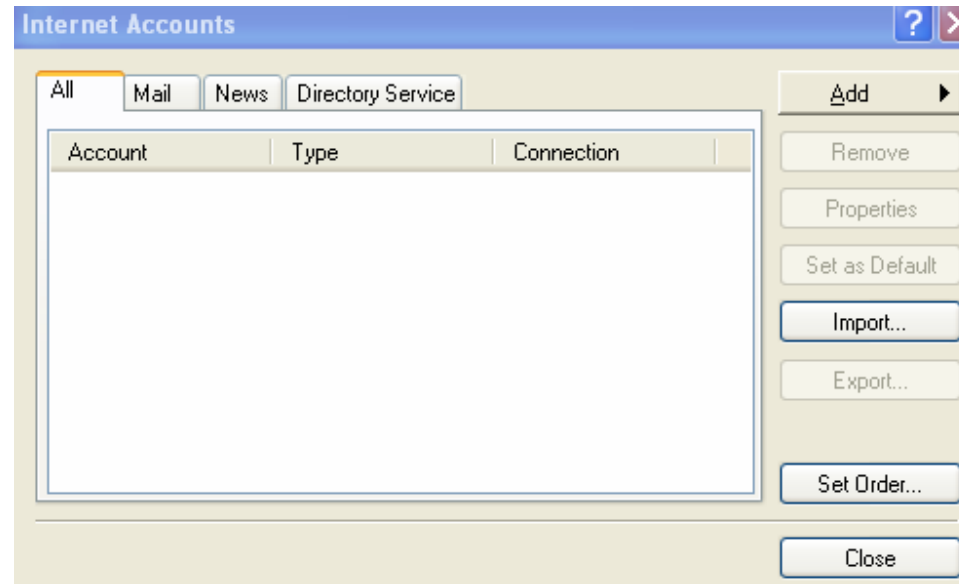 Internet Accounts
All Mail News Directory Service
Add
Account Type Connection
Remove
Properties
Set as Default
Import...
Export...
Set Order...
Close